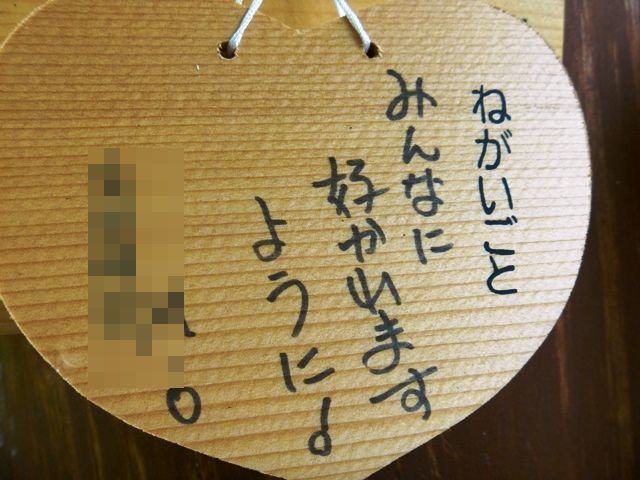 ねがいごと
みんなに
好かれます
ように!